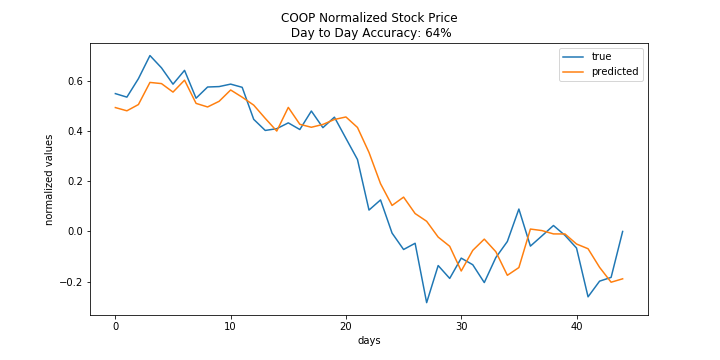 COOP Normalized Stock Price
Day to Day Accuracy: 64%
true
predicted
normalized values
0.6
0.4
0.2
0.0
−0.2
0
10
20
30
40
days